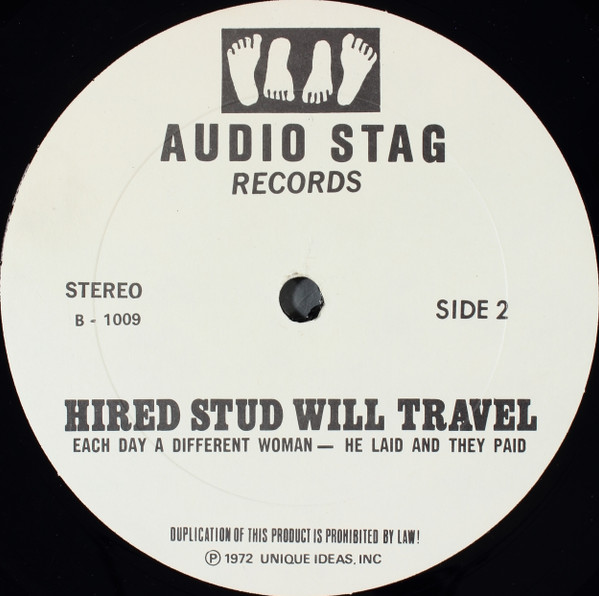 AUDIO STAG
RECORDS
STEREO
B - 1009
SIDE 2
HIRED STUD WILL TRAVEL
EACH DAY A DIFFERENT WOMAN — HE LAID AND THEY PAID
DUPLICATION OF THIS PRODUCT IS PROHIBITED BY LAW!
Ⓟ 1972 UNIQUE IDEAS, INC